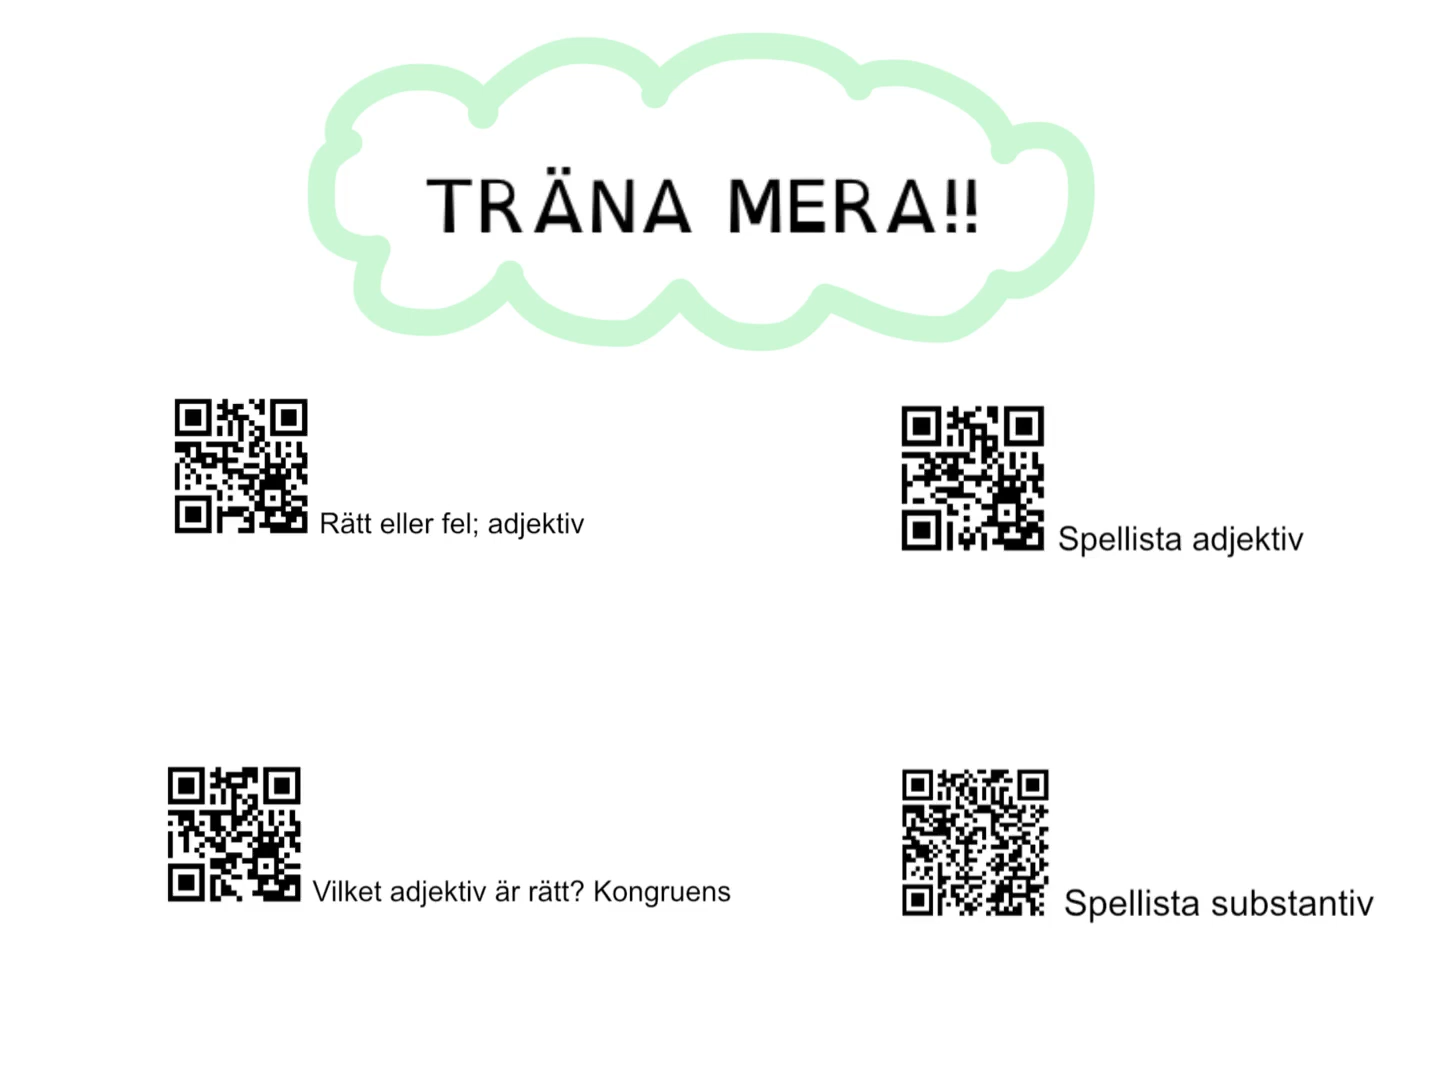 TRÄNA MERA!!
Rätt eller fel; adjektiv
Spellista adjektiv
Vilket adjektiv är rätt? Kongruens
Spellista substantiv